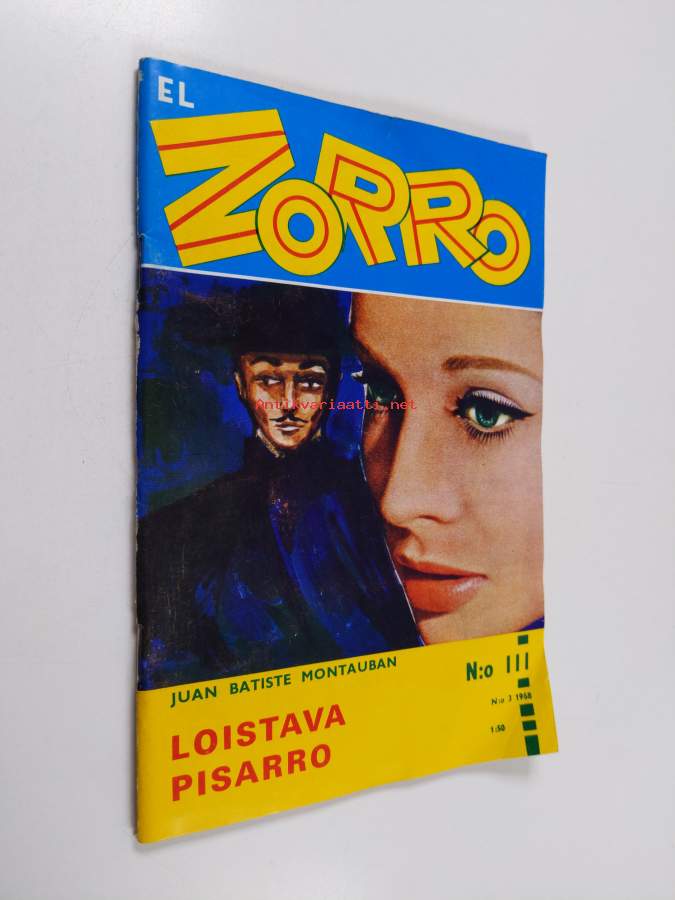 EL
ZORRO
Antikvariaatti.net
JUAN BATISTE MONTAUBAN
N:o 111
N:o 3 1968
1:50
LOISTAVA
PISARRO